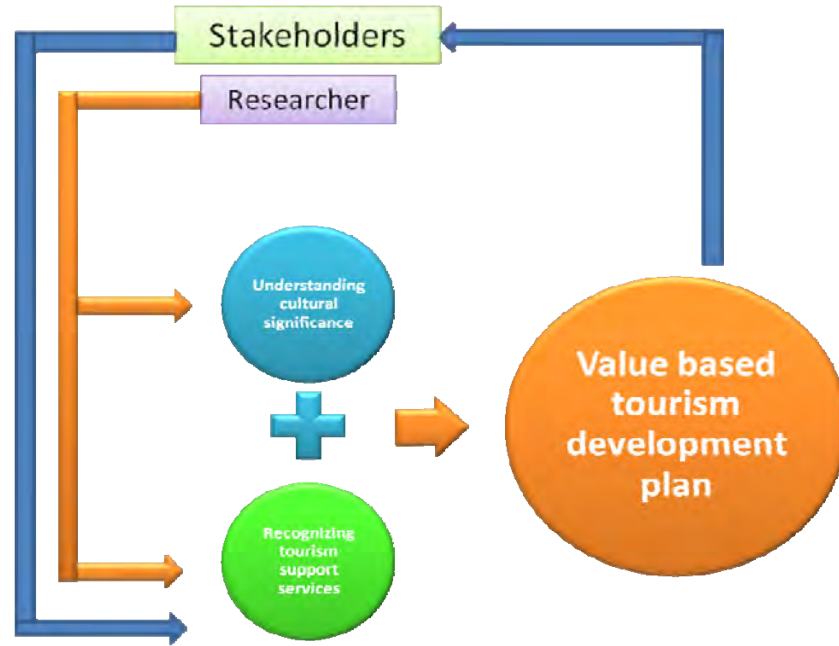 Stakeholders
Researcher
Understanding
cultural
significance
Recognizing
tourism
support
services
Value based
tourism
development
plan